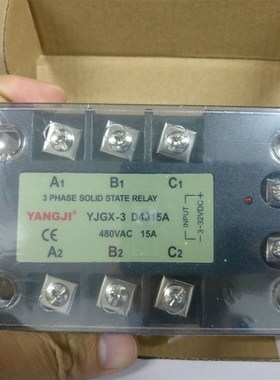 A1 B1 C1
3 PHASE SOLID STATE RELAY
YANGJI YJGX-3 D4315A
CE 480VAC 15A
A2 B2 C2
INPUT
- 3-32VDC +